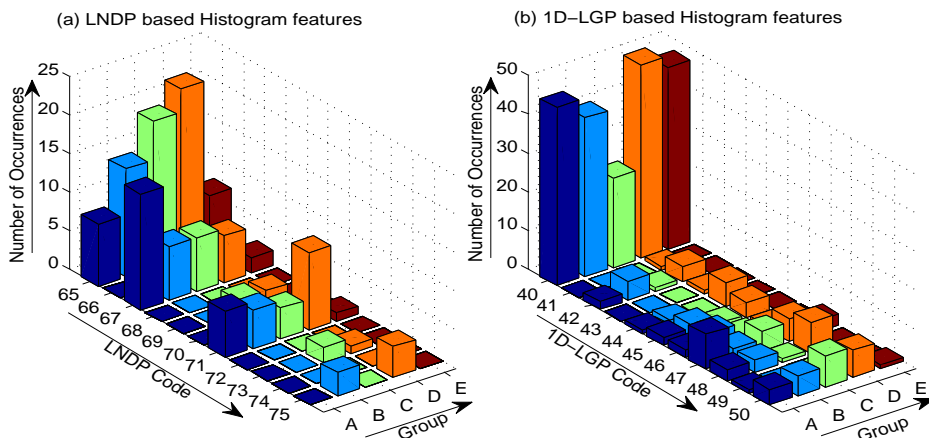 (a) LNDP based Histogram features
Number of Occurrences
25
20
15
10
5
0
65
66
67
68
69
70
71
72
73
74
75
LNDP Code
A
B
C
D
E
Group
(b) 1D−LGP based Histogram features
Number of Occurrences
50
40
30
20
10
0
40
41
42
43
44
45
46
47
48
49
50
1D−LGP Code
A
B
C
D
E
Group